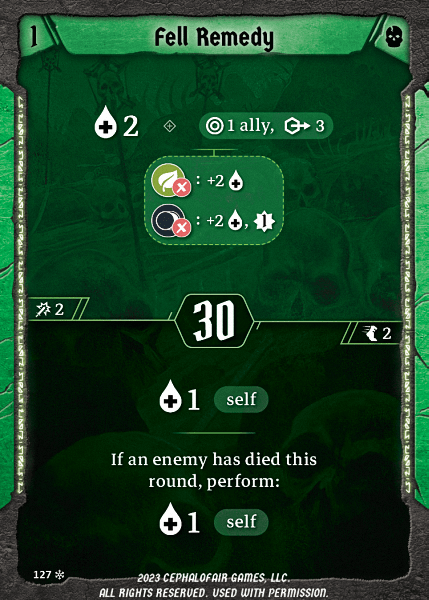 1
Fell Remedy
2
1 ally, 3
: +2
: +2 , 1
2
30
2
1 self
If an enemy has died this
round, perform:
1 self
127
2023 CEPHALOFAIR GAMES, LLC.
ALL RIGHTS RESERVED. USED WITH PERMISSION.